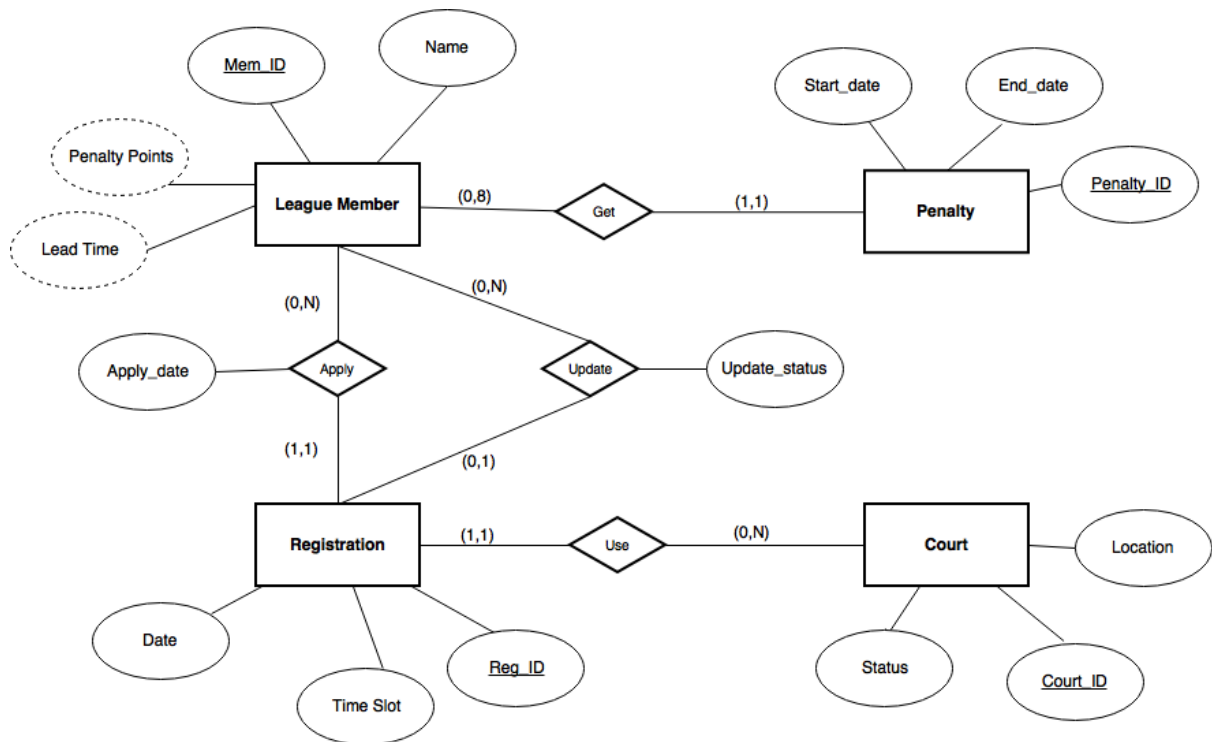 Name
Mem_ID
Start_date
End_date
Penalty Points
Penalty_ID
League Member
(0,8)
Get
(1,1)
Penalty
Lead Time
(0,N)
(0,N)
Apply_date
Apply
Update
Update_status
(1,1)
(0,1)
Registration
(1,1)
Use
(0,N)
Court
Location
Date
Time Slot
Reg_ID
Status
Court_ID